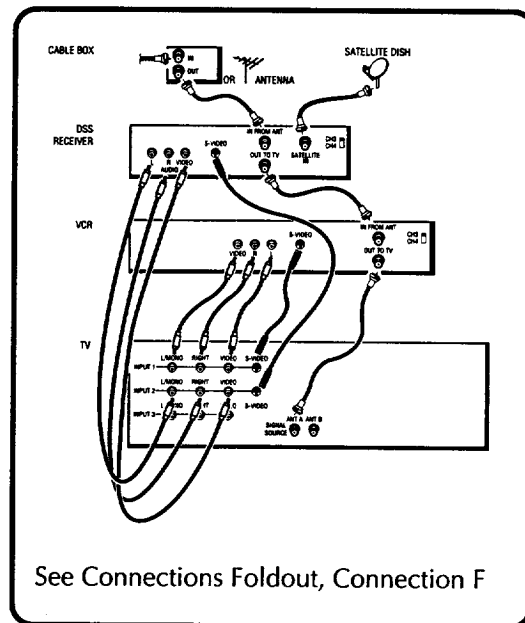 CABLE BOX
IN
OUT
OR ANTENNA
SATELLITE DISH
DSS
RECEIVER
L R VIDEO
AUDIO
S-VIDEO
IN FROM ANT
OUT TO TV
SATELLITE
IN
CH3
CH4
VCR
VIDEO R L
S-VIDEO
IN FROM ANT
OUT TO TV
CH3
CH4
TV
L/MONO RIGHT VIDEO S-VIDEO
INPUT 1
L/MONO RIGHT VIDEO
INPUT 2
S-VIDEO
INPUT 3
SIGNAL
SOURCE
ANT A ANT B
See Connections Foldout, Connection F